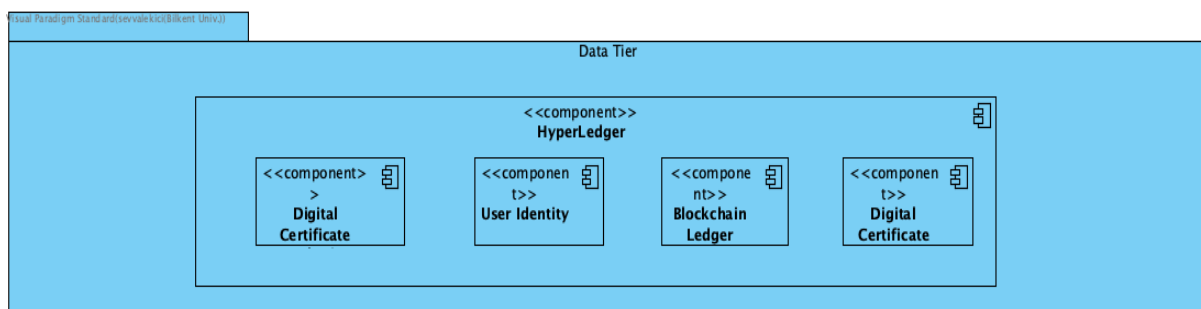 Visual Paradigm Standard(sevvalekici(Bilkent Univ.))
Data Tier
<<component>>
HyperLedger
<<component>
>
Digital
Certificate
<<componen
t>>
User Identity
<<compone
nt>>
Blockchain
Ledger
<<componen
t>>
Digital
Certificate